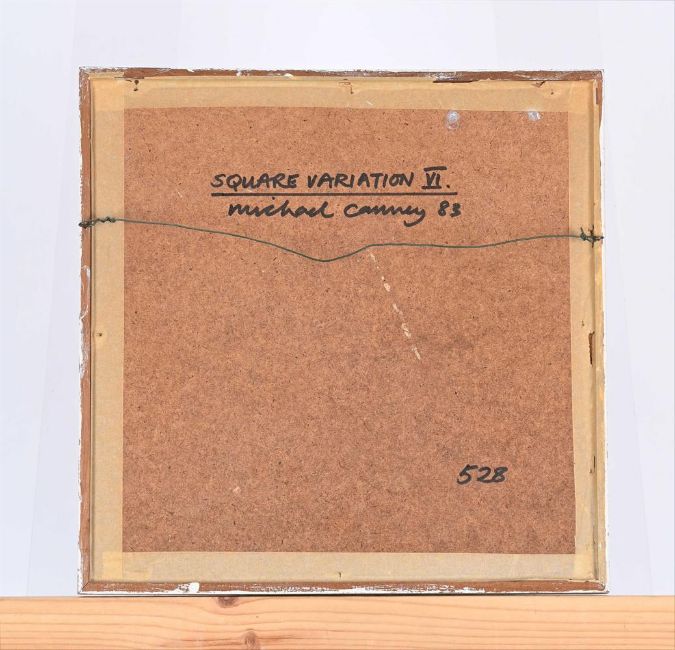 SQUARE VARIATION VI.
michael canney 83
528